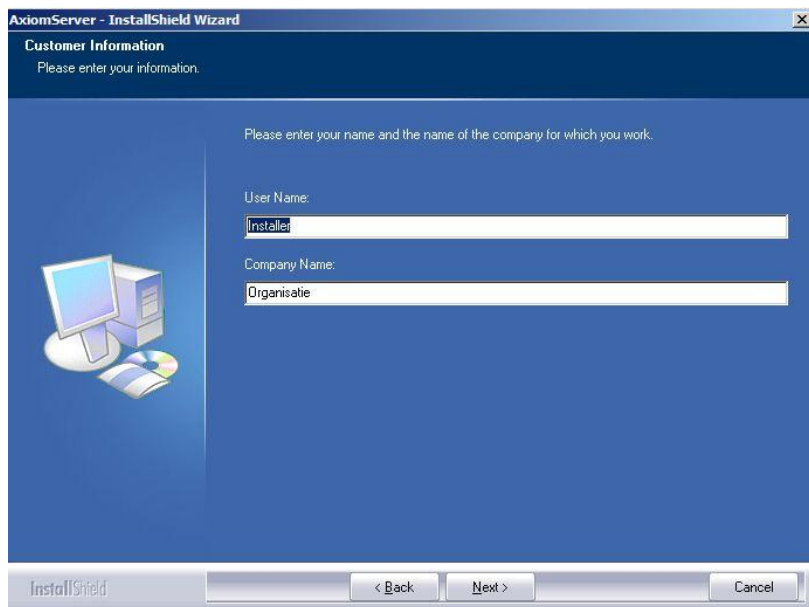 AxiomServer - InstallShield Wizard
Customer Information
Please enter your information.
Please enter your name and the name of the company for which you work.
User Name:
Installer
Company Name:
Organisatie
InstallShield
< Back
Next >
Cancel